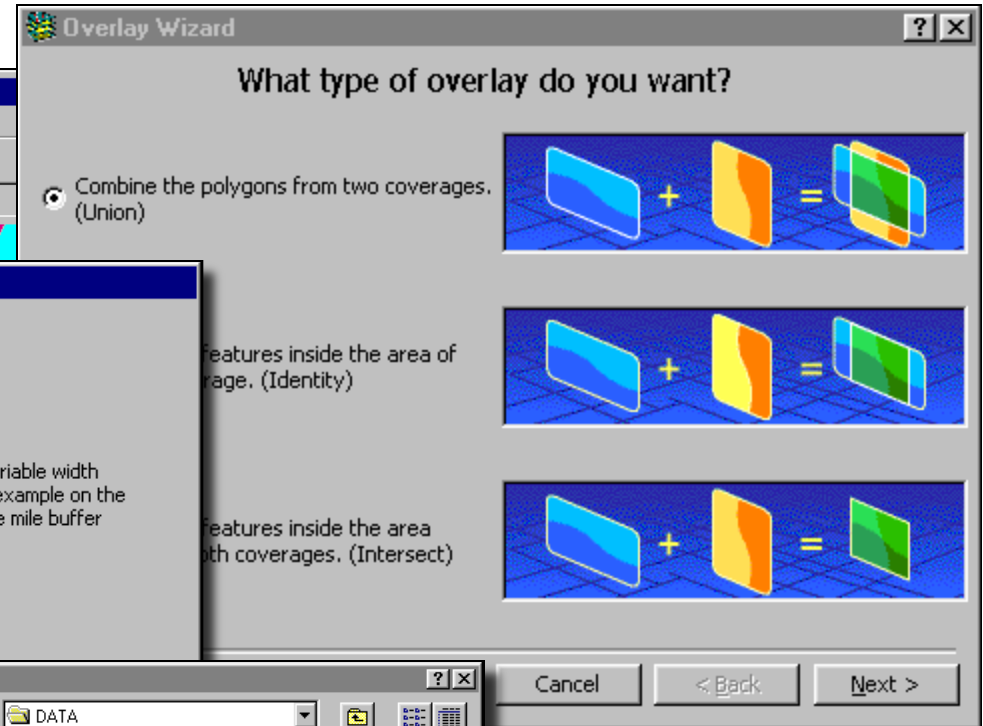 Overlay Wizard
What type of overlay do you want?
Combine the polygons from two coverages.
(Union)
features inside the area of
rage. (Identity)
features inside the area
oth coverages. (Intersect)
riable width
example on the
e mile buffer
Cancel
< Back
Next >
DATA